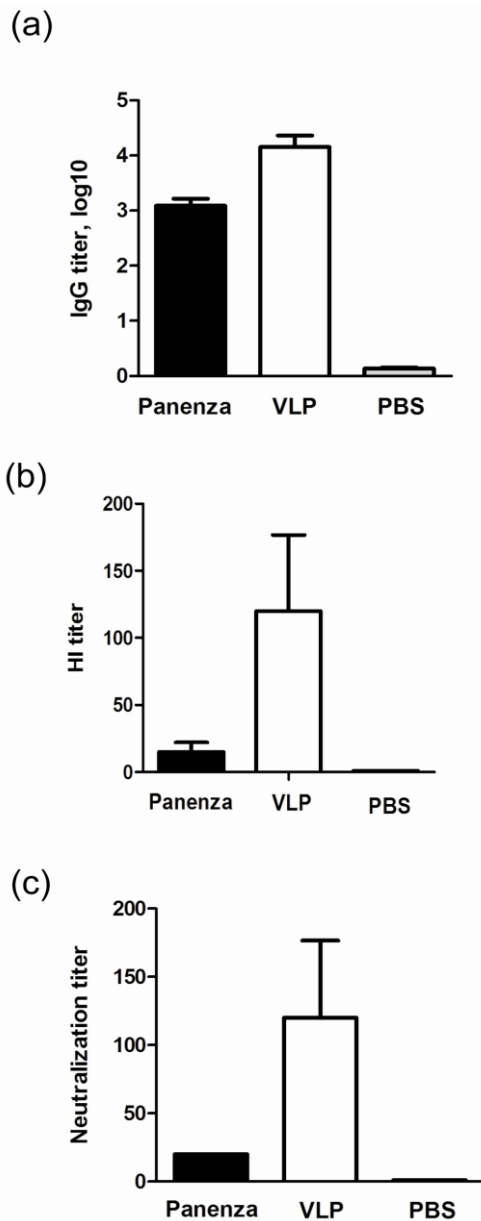 (a)
5
4
3
2
1
0
IgG titer, log10
Panenza VLP PBS
(b)
200
150
100
50
0
HI titer
Panenza VLP PBS
(c)
200
150
100
50
0
Neutralization titer
Panenza VLP PBS